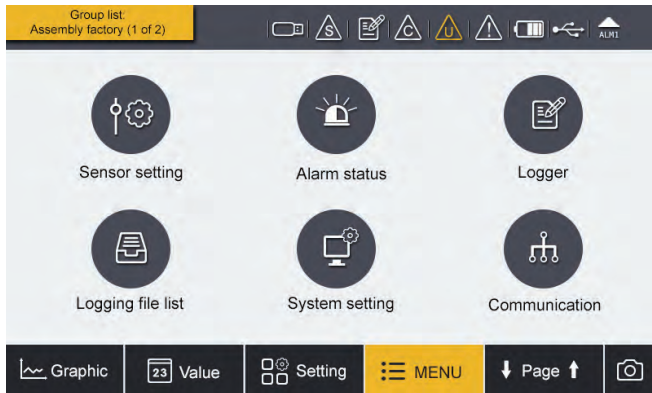 Group list:
Assembly factory (1 of 2)
S
C
U
ALM1
Sensor setting
Alarm status
Logger
Logging file list
System setting
Communication
Graphic
23 Value
Setting
MENU
Page